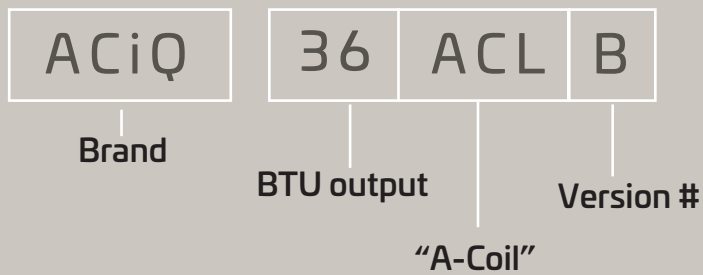 ACiQ 36 ACL B
Brand
BTU output
Version #
“A-Coil”